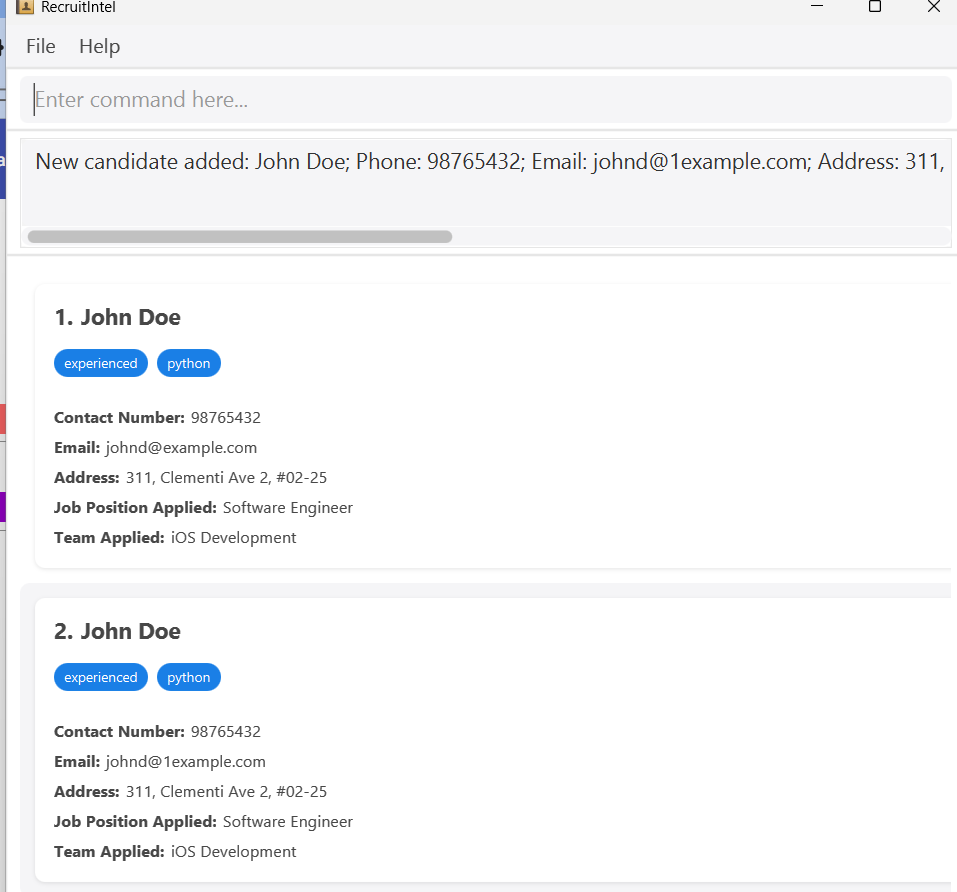 RecruitIntel
File Help
Enter command here...
New candidate added: John Doe; Phone: 98765432; Email: johnd@1example.com; Address: 311,
1. John Doe
experienced python
Contact Number: 98765432
Email: johnd@example.com
Address: 311, Clementi Ave 2, #02-25
Job Position Applied: Software Engineer
Team Applied: iOS Development
2. John Doe
experienced python
Contact Number: 98765432
Email: johnd@1example.com
Address: 311, Clementi Ave 2, #02-25
Job Position Applied: Software Engineer
Team Applied: iOS Development